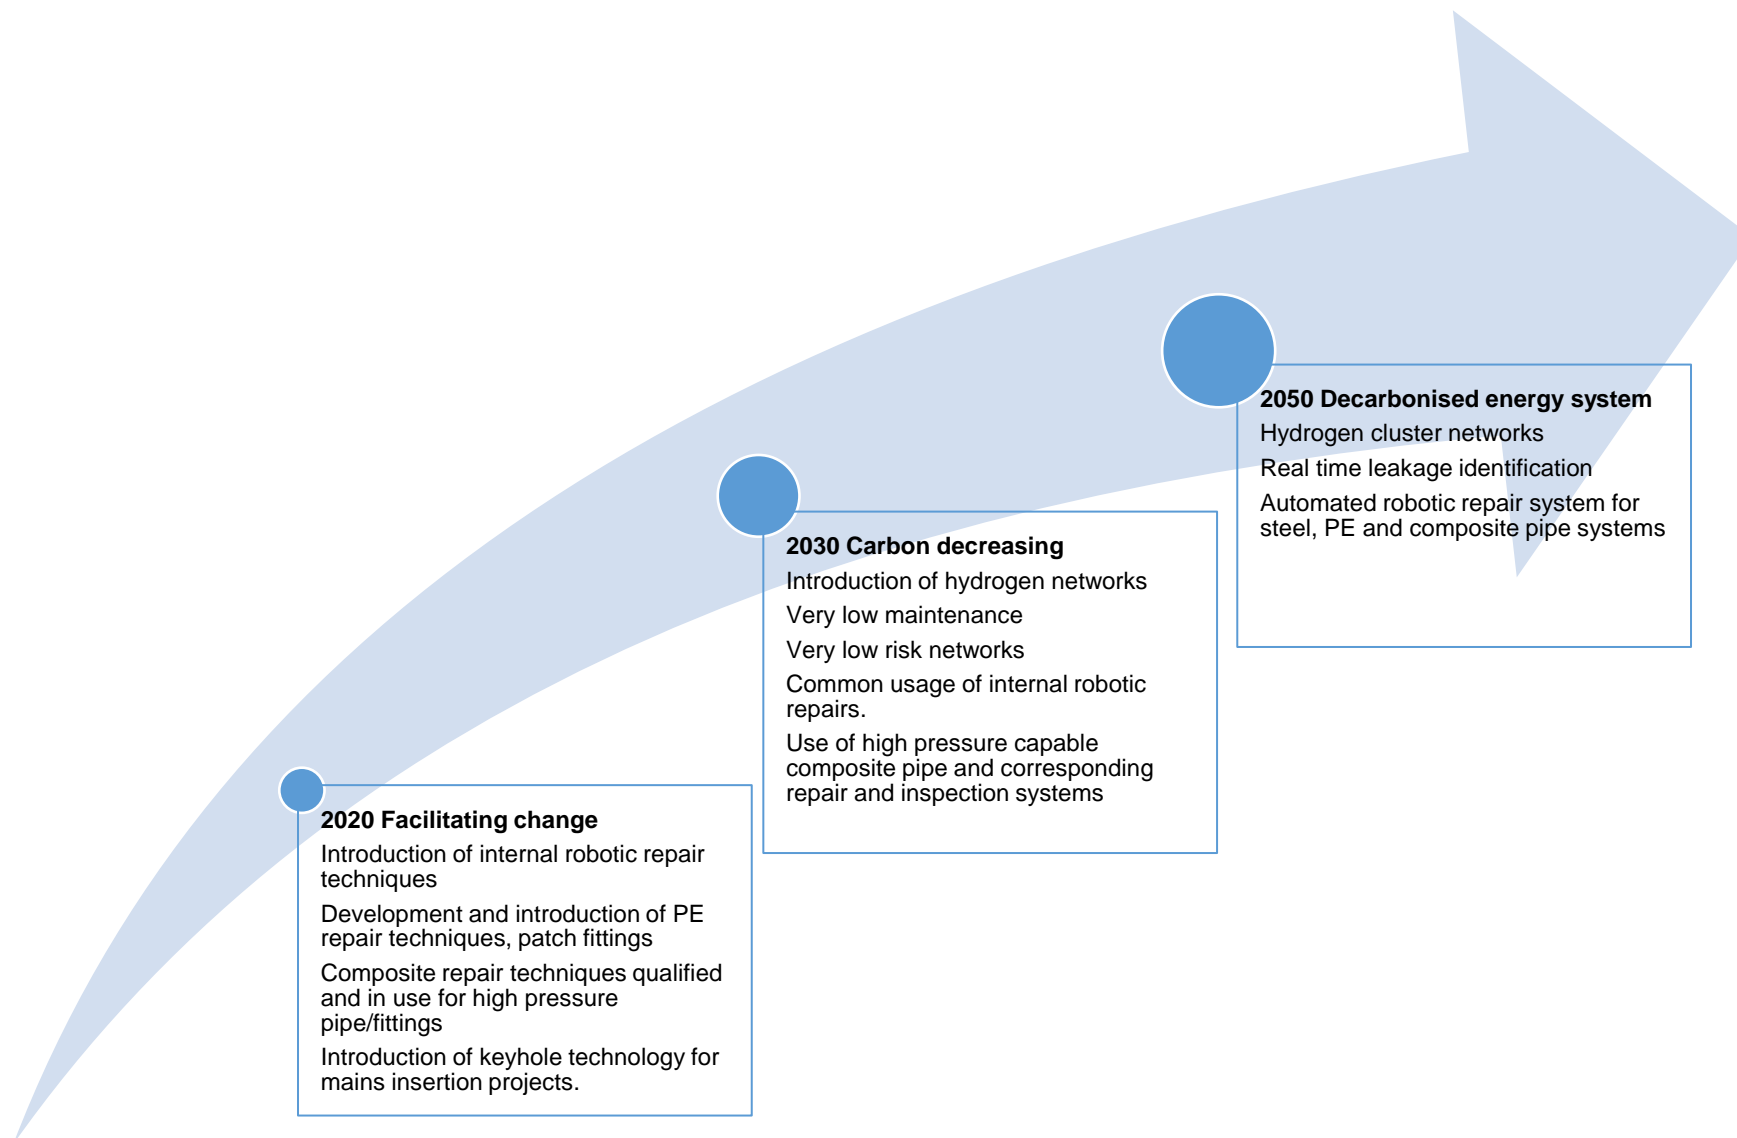 2020 Facilitating change
Introduction of internal robotic repair
techniques
Development and introduction of PE
repair techniques, patch fittings
Composite repair techniques qualified
and in use for high pressure
pipe/fittings
Introduction of keyhole technology for
mains insertion projects.
2030 Carbon decreasing
Introduction of hydrogen networks
Very low maintenance
Very low risk networks
Common usage of internal robotic
repairs.
Use of high pressure capable
composite pipe and corresponding
repair and inspection systems
2050 Decarbonised energy system
Hydrogen cluster networks
Real time leakage identification
Automated robotic repair system for
steel, PE and composite pipe systems